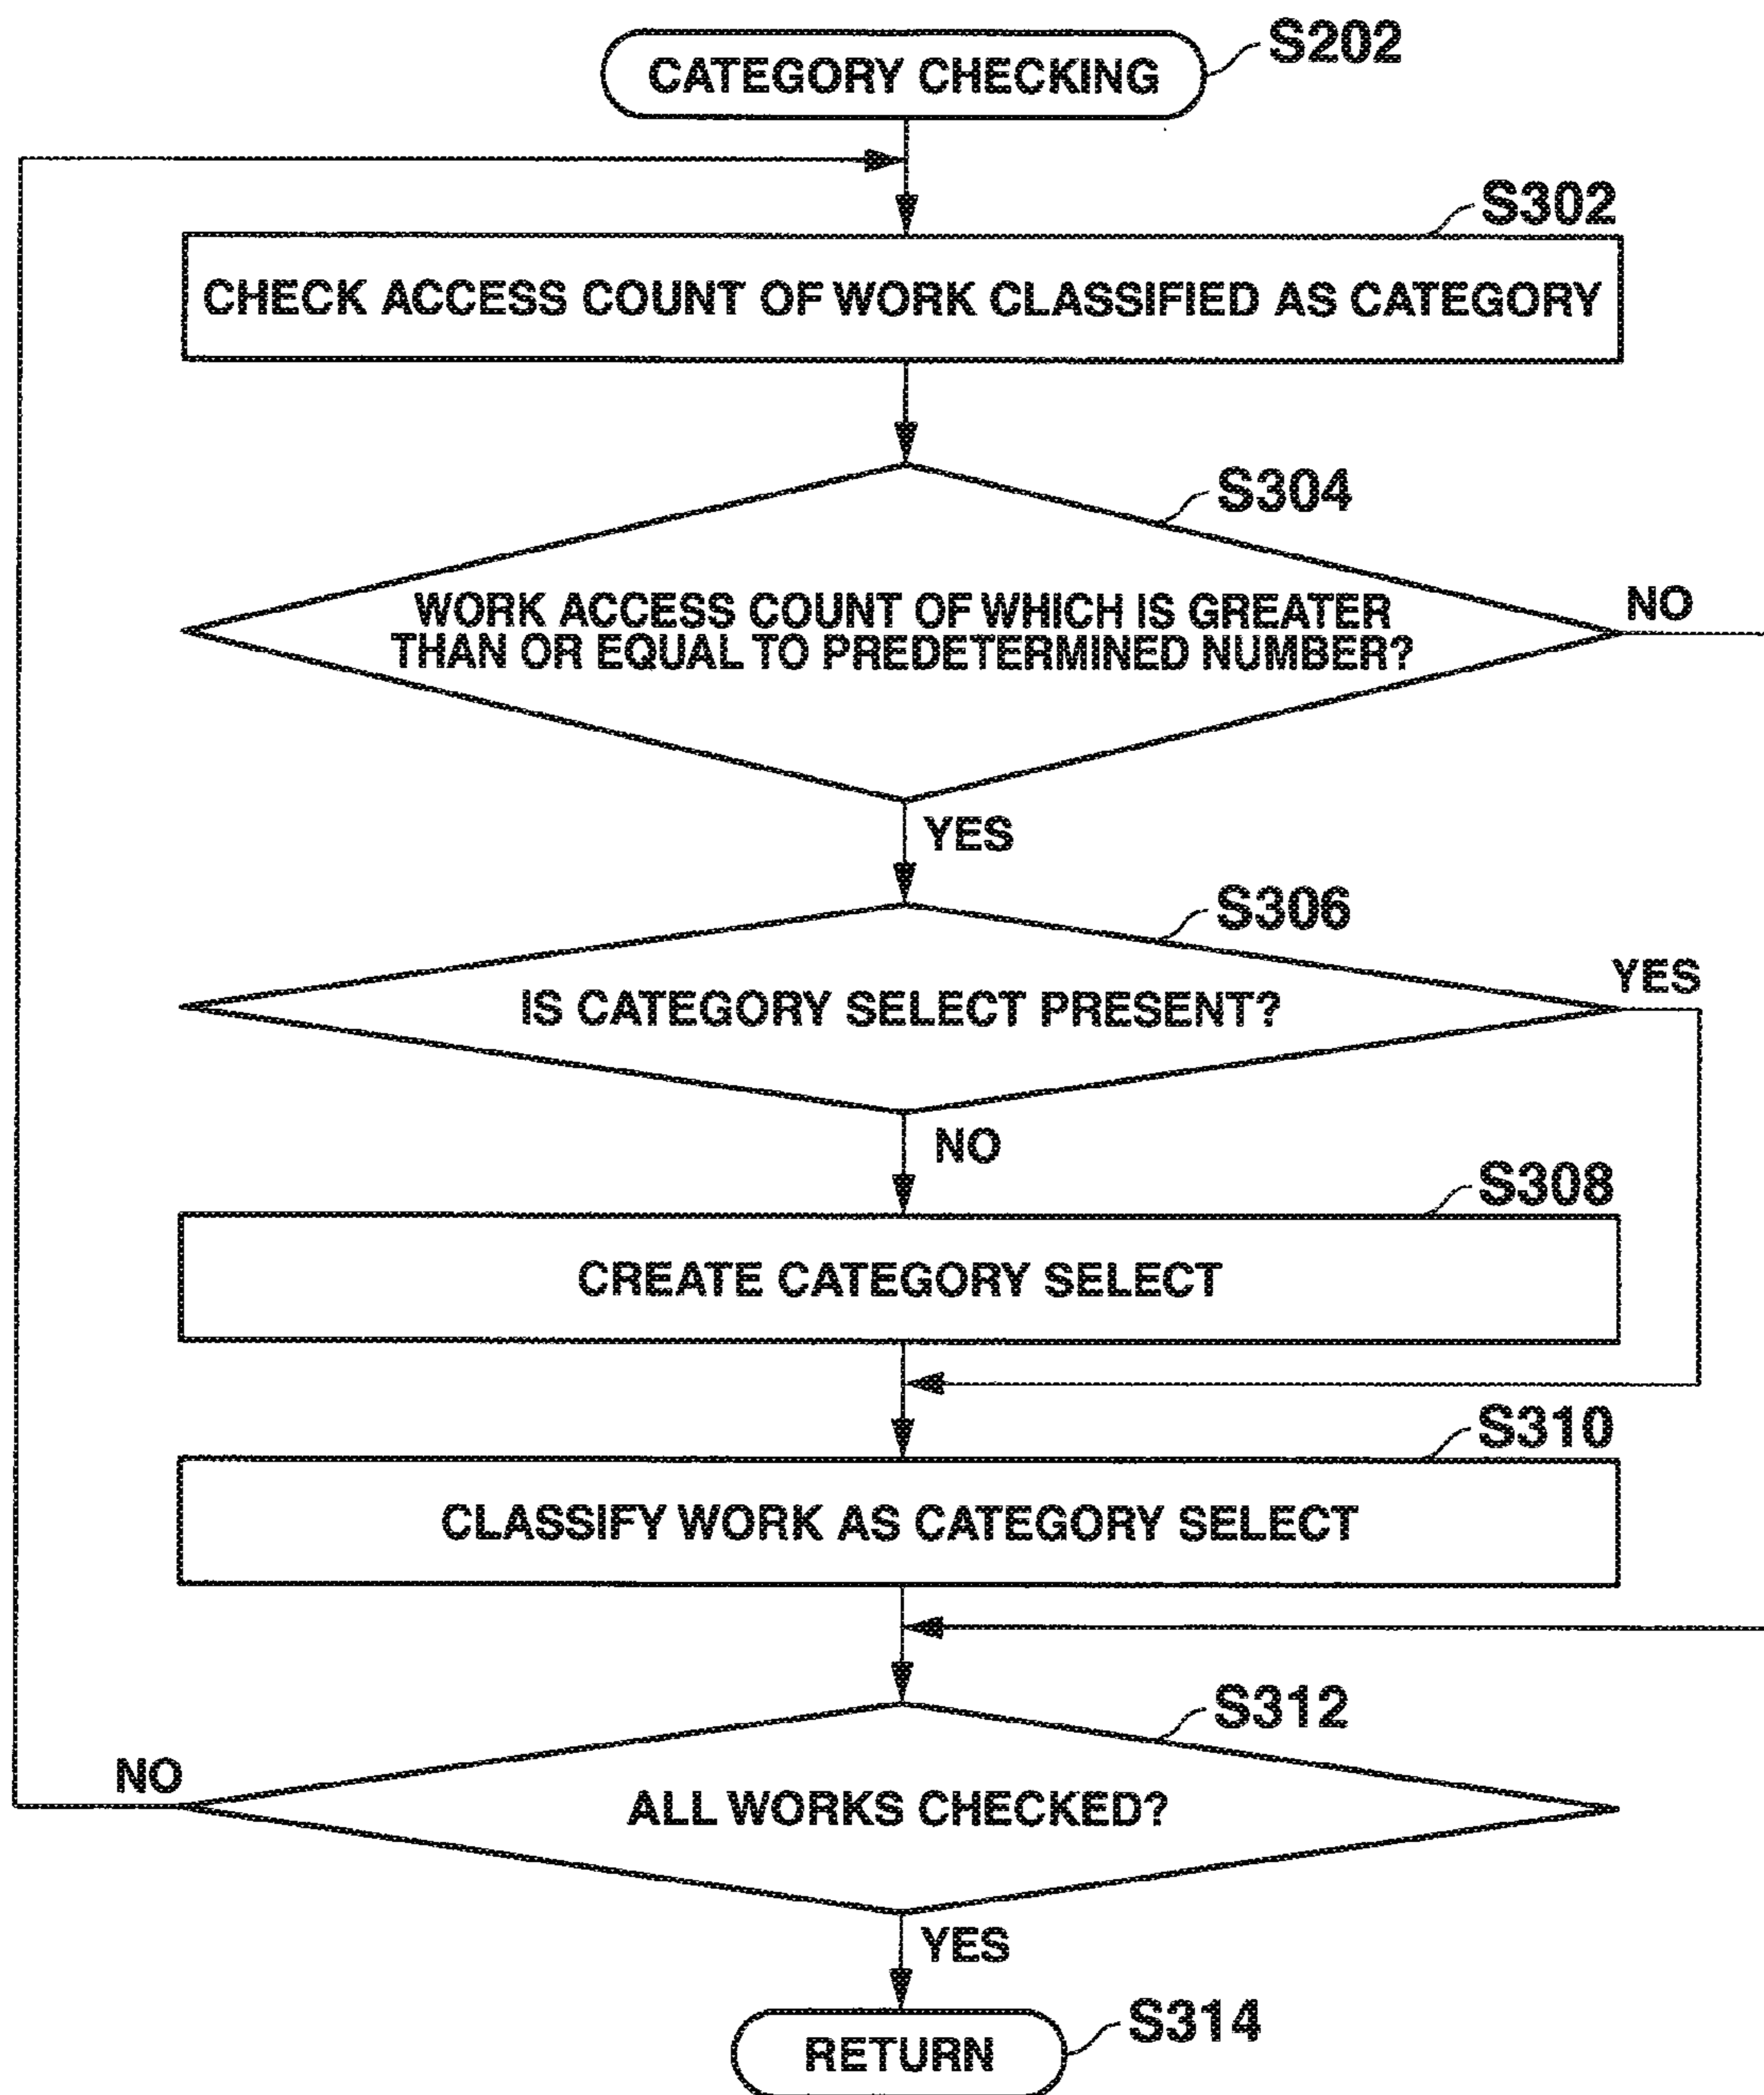 CATEGORY CHECKING
S202
S302
CHECK ACCESS COUNT OF WORK CLASSIFIED AS CATEGORY
S304
WORK ACCESS COUNT OF WHICH IS GREATER
THAN OR EQUAL TO PREDETERMINED NUMBER?
NO
YES
S306
IS CATEGORY SELECT PRESENT?
YES
NO
S308
CREATE CATEGORY SELECT
S310
CLASSIFY WORK AS CATEGORY SELECT
S312
ALL WORKS CHECKED?
NO
YES
RETURN
S314